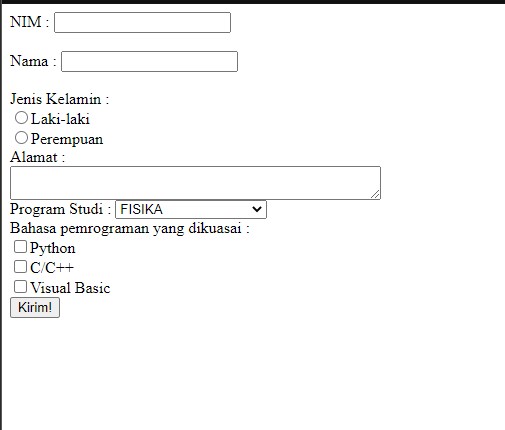 NIM :
Nama :
Jenis Kelamin :
Laki-laki
Perempuan
Alamat :
Program Studi : FISIKA
Bahasa pemrograman yang dikuasai :
Python
C/C++
Visual Basic
Kirim!